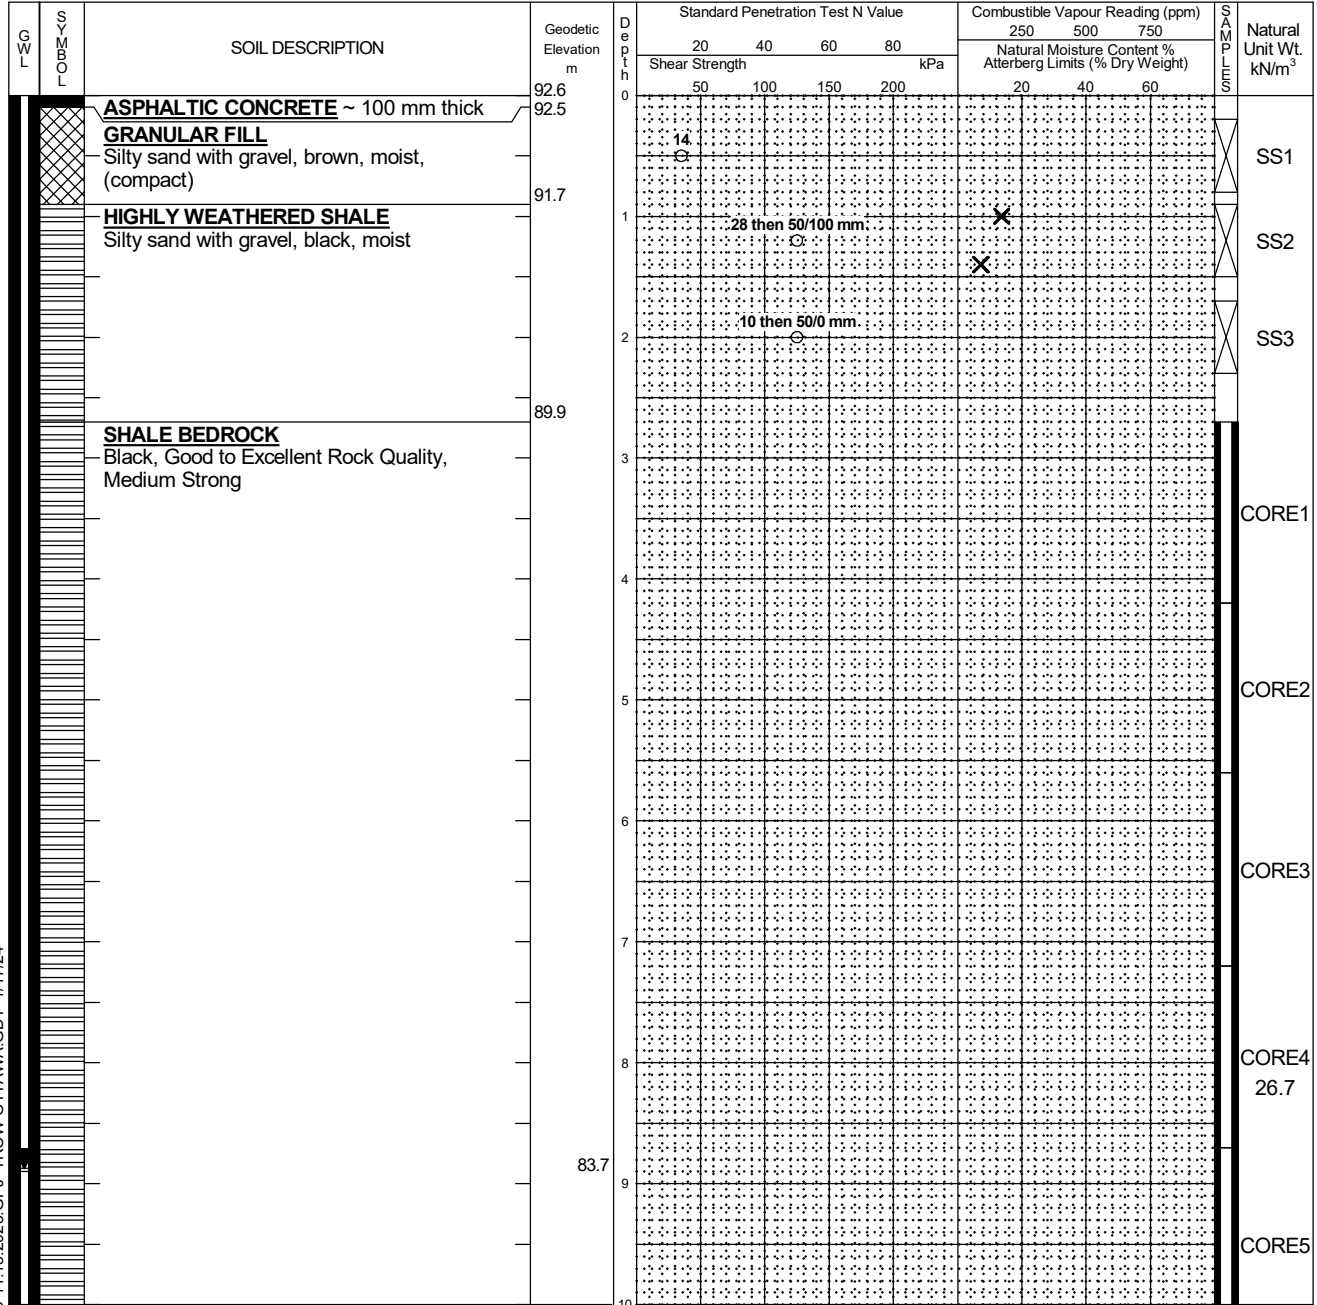 GWL
SYMBOL
SOIL DESCRIPTION
Geodetic
Elevation
m
Depth
Standard Penetration Test N Value
20 40 60 80
Shear Strength kPa
50 100 150 200
Combustible Vapour Reading (ppm)
250 500 750
Natural Moisture Content %
Atterberg Limits (% Dry Weight)
20 40 60
SAMPLES
Natural
Unit Wt.
kN/m³
92.6
0
ASPHALTIC CONCRETE ~ 100 mm thick
92.5
GRANULAR FILL
Silty sand with gravel, brown, moist,
(compact)
14
SS1
91.7
HIGHLY WEATHERED SHALE
Silty sand with gravel, black, moist
1
28 then 50/100 mm
SS2
10 then 50/0 mm
2
SS3
89.9
SHALE BEDROCK
Black, Good to Excellent Rock Quality,
Medium Strong
3
CORE1
4
5
CORE2
6
CORE3
7
8
CORE4
26.7
83.7
9
CORE5
10